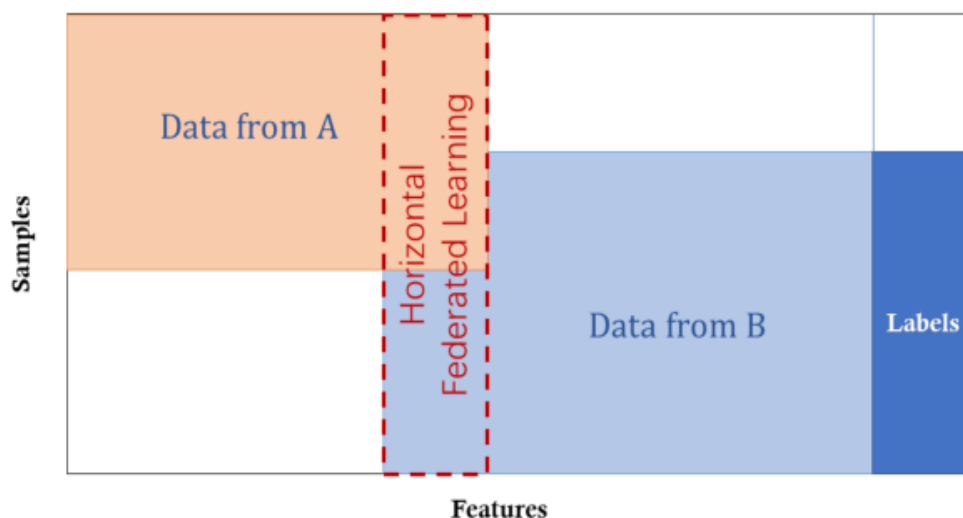 Data from A
Horizontal
Federated Learning
Samples
Data from B
Labels
Features